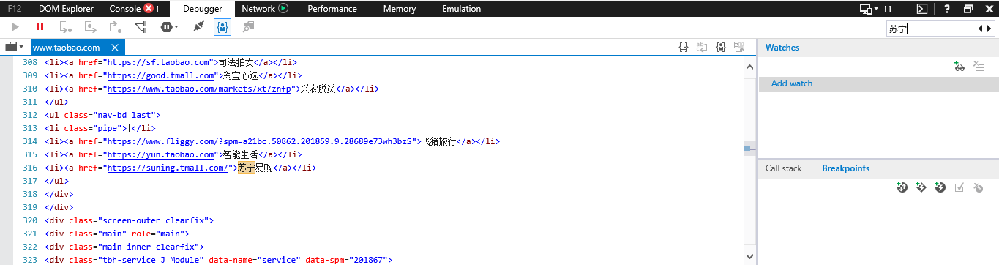 F12 DOM Explorer Console 1 Debugger Network Performance Memory Emulation 11 ?
苏宁
www.taobao.com
Watches
Add watch
308 <li><a href="https://sf.taobao.com">司法拍卖</a></li>
309 <li><a href="https://good.tmall.com">淘宝心选</a></li>
310 <li><a href="https://www.taobao.com/markets/xt/znfp">兴农脱贫</a></li>
311 </ul>
312 <ul class="nav-bd last">
313 <li class="pipe">|</li>
314 <li><a href="https://www.fliggy.com/?spm=a21bo.50862.201859.9.28689e73wh3bzS">飞猪旅行</a></li>
315 <li><a href="https://yun.taobao.com">智能生活</a></li>
316 <li><a href="https://suning.tmall.com/">苏宁易购</a></li>
317 </ul>
318 </div>
319 </div>
320 <div class="screen-outer clearfix">
321 <div class="main" role="main">
322 <div class="main-inner clearfix">
323 <div class="tbh-service J_Module" data-name="service" data-spm="201867">
Call stack Breakpoints